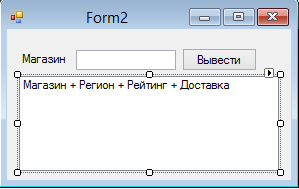 Form2
Магазин
Вывести
Магазин + Регион + Рейтинг + Доставка